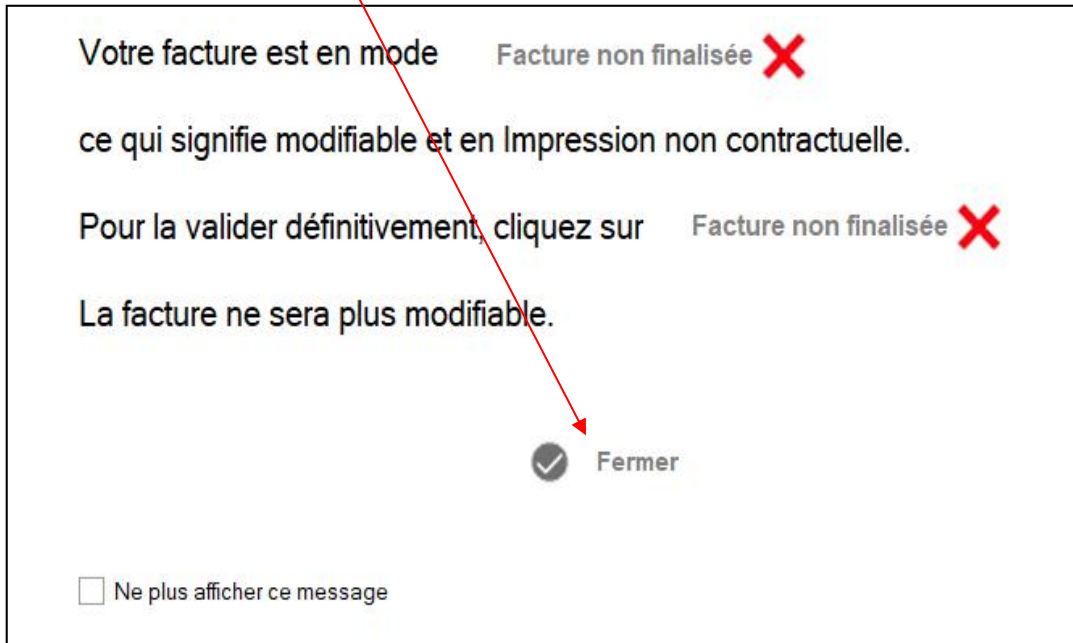 Votre facture est en mode Facture non finalisée
ce qui signifie modifiable et en Impression non contractuelle.
Pour la valider définitivement, cliquez sur Facture non finalisée
La facture ne sera plus modifiable.
Fermer
Ne plus afficher ce message